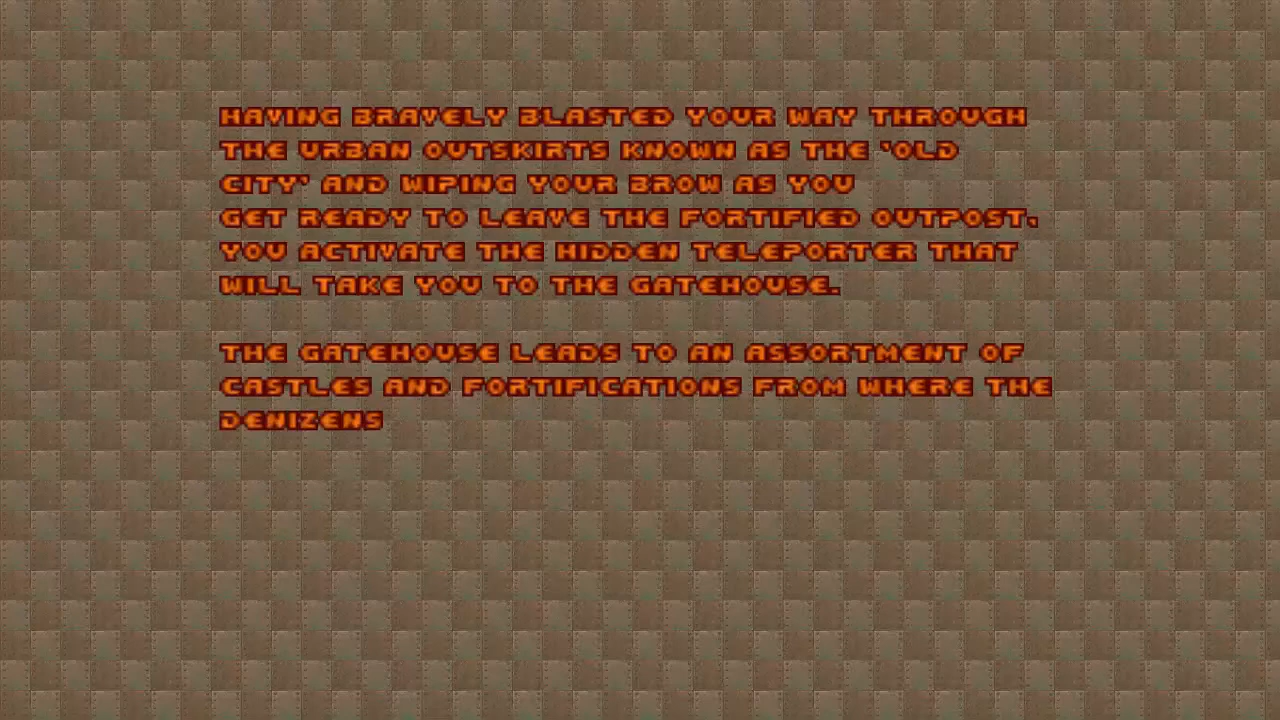 HAVING BRAVELY BLASTED YOUR WAY THROUGH
THE URBAN OUTSKIRTS KNOWN AS THE 'OLD
CITY' AND WIPING YOUR BROW AS YOU
GET READY TO LEAVE THE FORTIFIED OUTPOST,
YOU ACTIVATE THE HIDDEN TELEPORTER THAT
WILL TAKE YOU TO THE GATEHOUSE.
THE GATEHOUSE LEADS TO AN ASSORTMENT OF
CASTLES AND FORTIFICATIONS FROM WHERE THE
DENIZENS